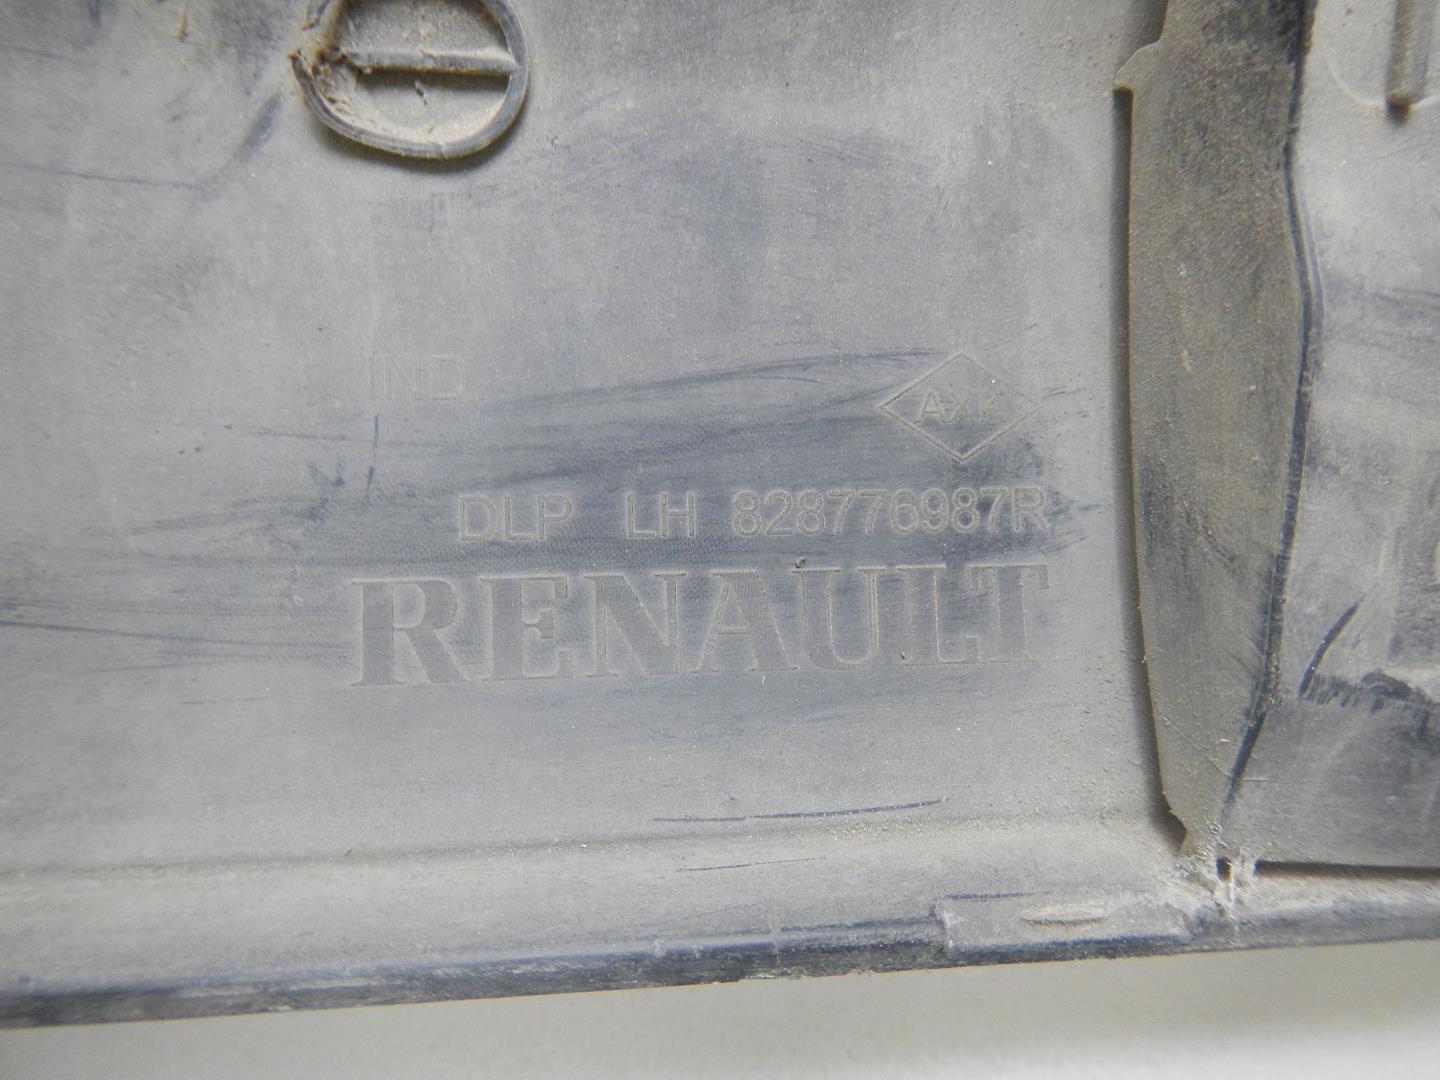 IND.
DLP LH 828776987R
RENAULT